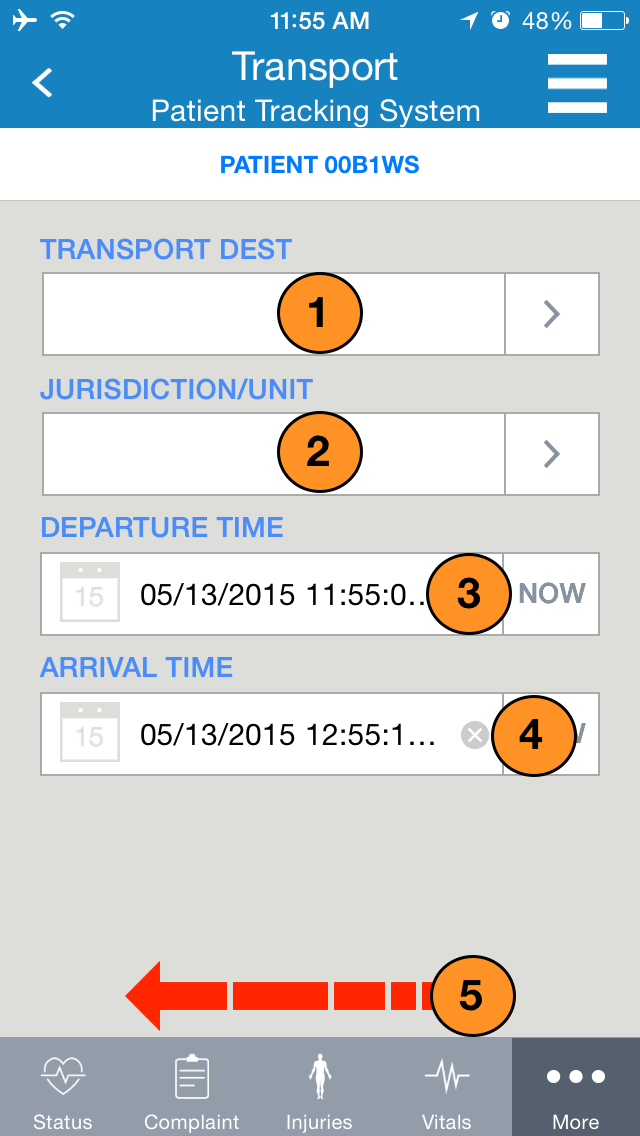 11:55 AM 48%
Transport
Patient Tracking System
PATIENT 00B1WS
TRANSPORT DEST
1
JURISDICTION/UNIT
2
DEPARTURE TIME
15 05/13/2015 11:55:0... 3 NOW
ARRIVAL TIME
15 05/13/2015 12:55:1... 4
5
Status Complaint Injuries Vitals More